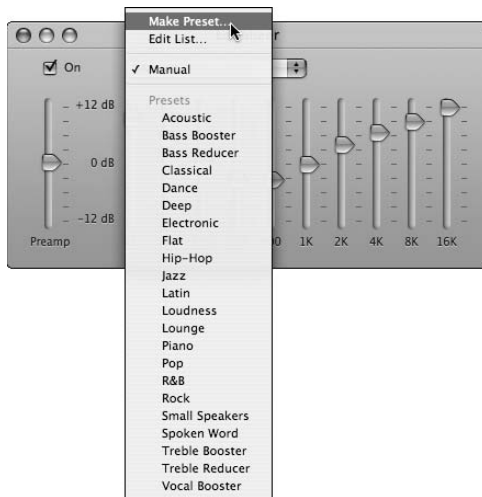 Make Preset...
Edit List...
On
✓ Manual
Presets
+12 dB
0 dB
-12 dB
Preamp
1K 2K 4K 8K 16K
Acoustic
Bass Booster
Bass Reducer
Classical
Dance
Deep
Electronic
Flat
Hip-Hop
Jazz
Latin
Loudness
Lounge
Piano
Pop
R&B
Rock
Small Speakers
Spoken Word
Treble Booster
Treble Reducer
Vocal Booster